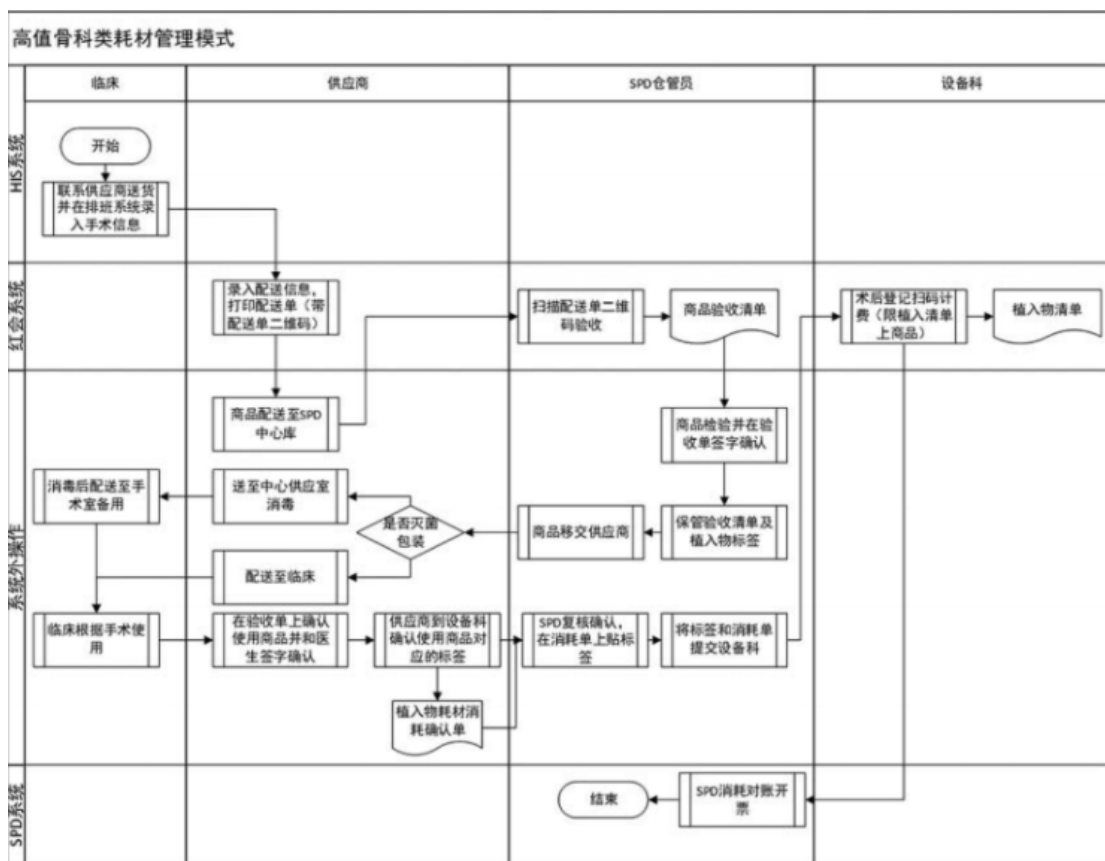 高值骨科类耗材管理模式
临床
供应商
SPD仓管员
设备科
HIS系统
开始
联系供应商送货
并在排班系统录
入手术信息
红会系统
录入配送信息，
打印配送单（带
配送单二维码）
扫描配送单二维
码验收
商品验收清单
术后登记扫码计
费（限植入清单
上商品）
植入物清单
系统外操作
商品配送至SPD
中心库
商品检验并在验
收单签字确认
消毒后配送至手
术室备用
送至中心供应室
消毒
是否灭菌
包装
商品移交供应商
保管验收清单及
植入物标签
配送至临床
临床根据手术使
用
在验收单上确认
使用商品并和医
生签字确认
供应商到设备科
确认使用商品对
应的标签
SPD复核确认，
在消耗单上贴标
签
将标签和消耗单
提交设备科
植入物耗材消
耗确认单
SPD系统
结束
SPD消耗对账开
票